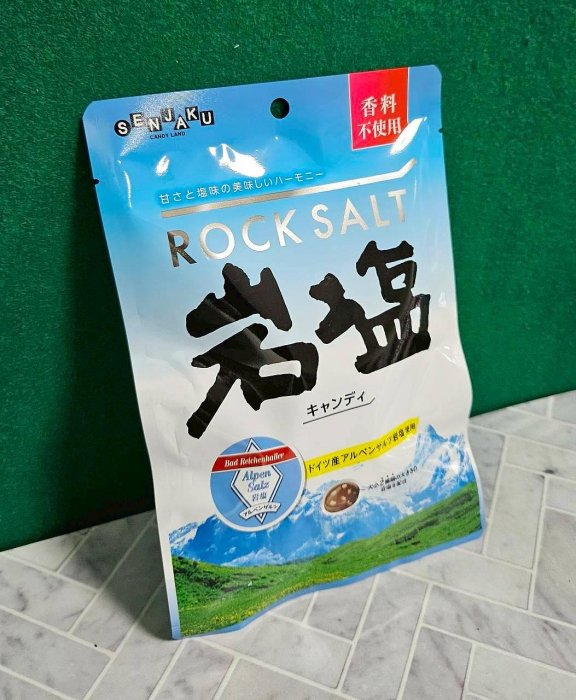 SENJAKU
CANDY LAND
香料
不使用
甘さと塩味の美味しいハーモニー
ROCK SALT
岩塩
キャンディ
ドイツ産アルペンザルツ岩塩使用
Bad Reichenhaller
Alpen
Salz
岩塩
アルペンザルツ